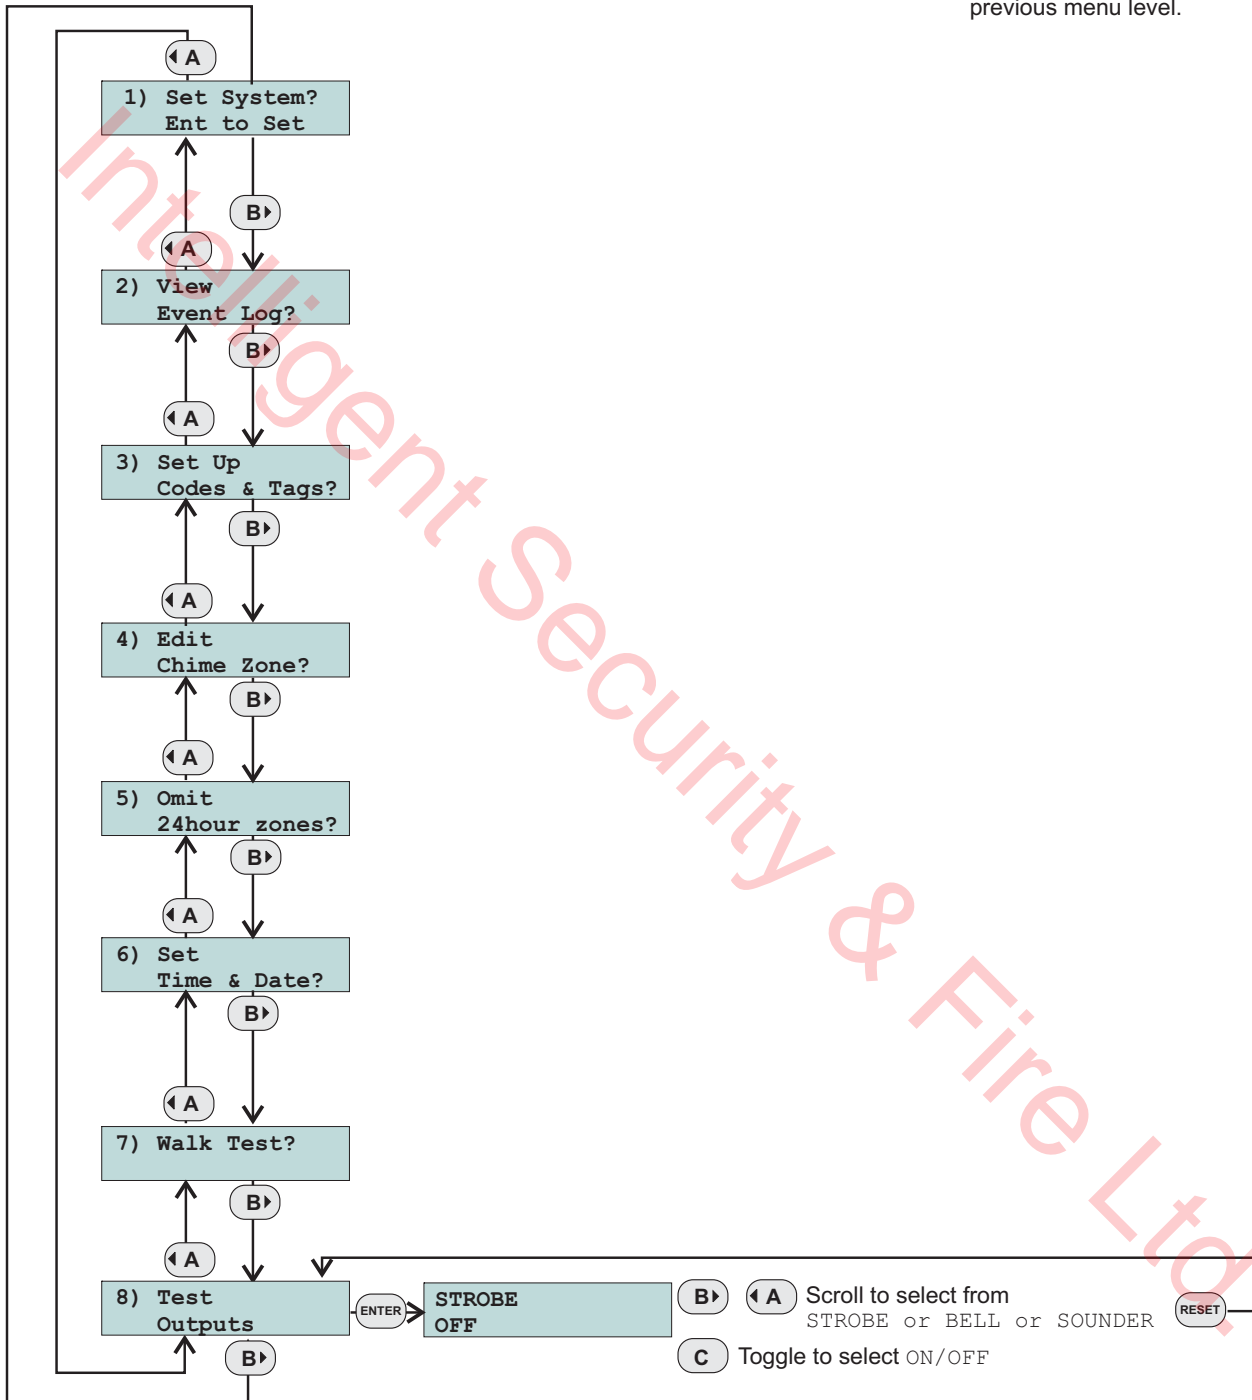 previous menu level.
A
1) Set System?
Ent to Set
B
A
2) View
Event Log?
B
A
3) Set Up
Codes & Tags?
B
A
4) Edit
Chime Zone?
B
A
5) Omit
24hour zones?
B
A
6) Set
Time & Date?
B
A
7) Walk Test?
B
A
8) Test
Outputs
ENTER
STROBE
OFF
B A Scroll to select from
STROBE or BELL or SOUNDER
RESET
C Toggle to select ON/OFF
B
Intelligent Security & Fire Ltd.